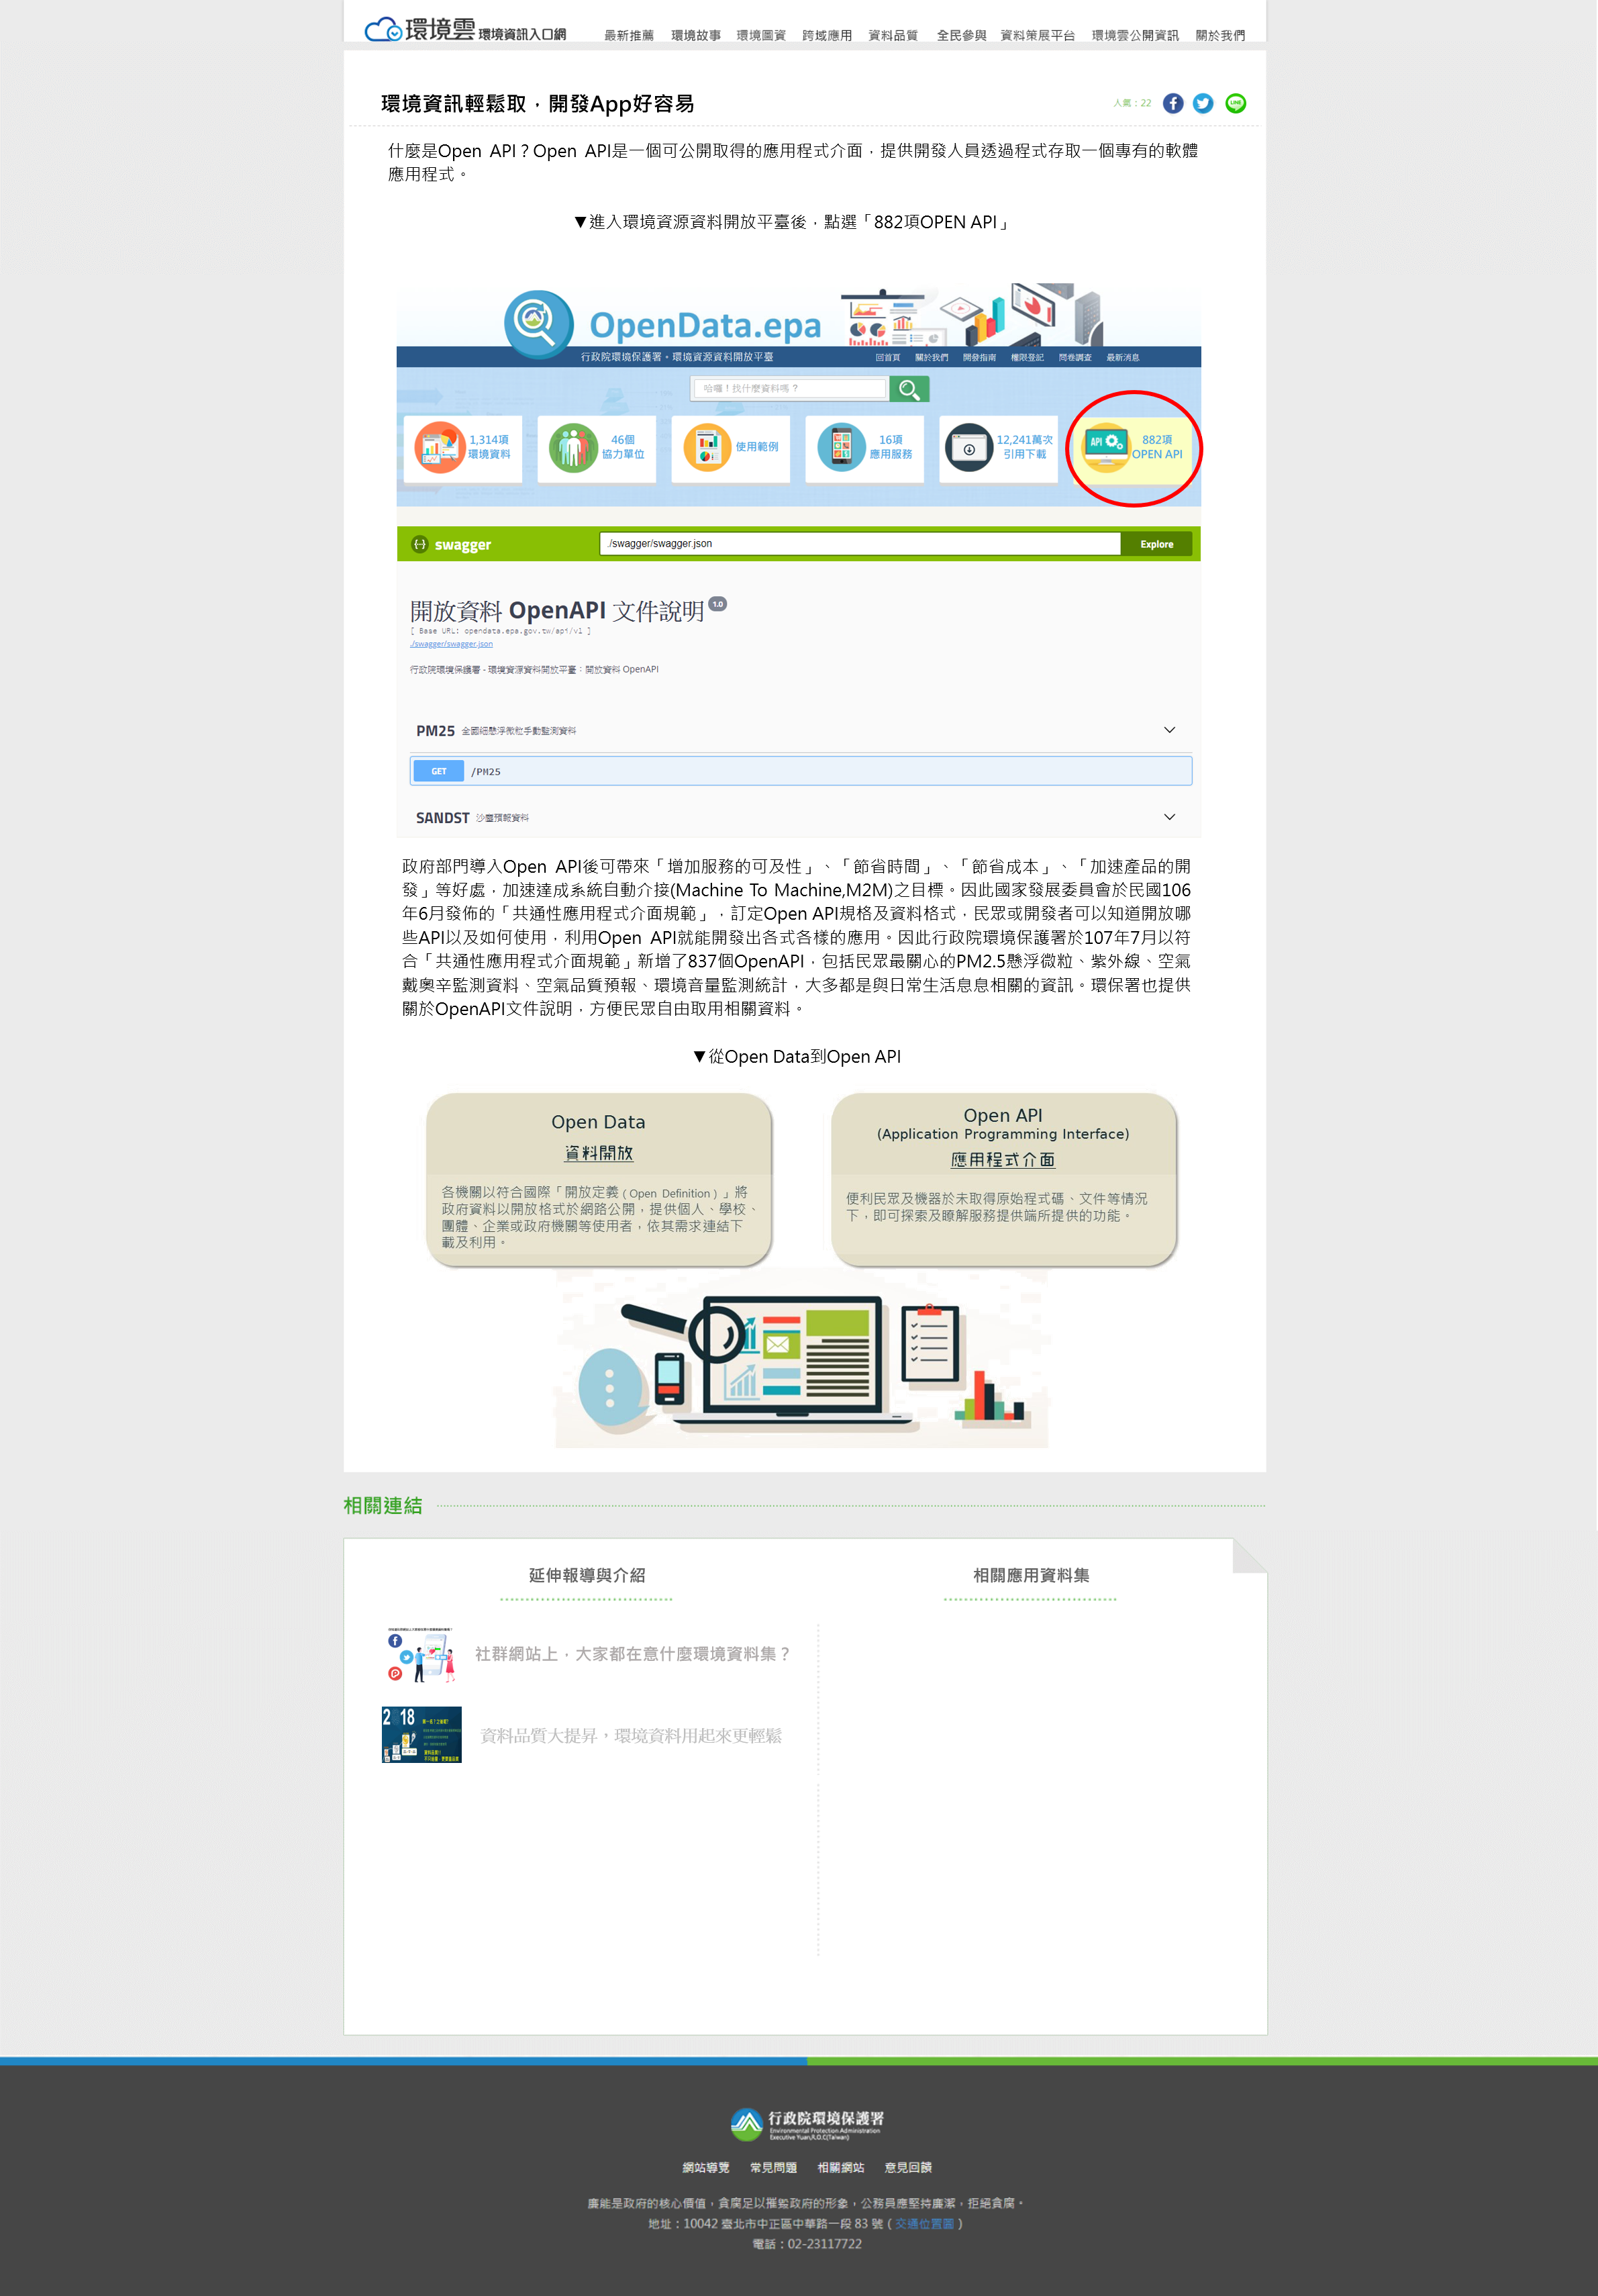 環境雲 環境資訊入口網 最新推薦 環境故事 環境圖資 跨域應用 資料品質 全民參與 資料策展平台 環境雲公開資訊 關於我們
環境資訊輕鬆取，開發App好容易 人氣：22
什麼是Open API？Open API是一個可公開取得的應用程式介面，提供開發人員透過程式存取一個專有的軟體
應用程式。
▼進入環境資源資料開放平臺後，點選「882項OPEN API」
OpenData.epa
行政院環境保護署。環境資源資料開放平臺 回首頁 關於我們 開發指南 權限登記 問卷調查 最新消息
哈囉！找什麼資料嗎？
1,314項
環境資料
46個
協力單位
使用範例
16項
應用服務
12,241萬次
引用下載
API 882項
OPEN API
swagger ./swagger/swagger.json Explore
開放資料 OpenAPI 文件說明 1.0
[ Base URL: opendata.epa.gov.tw/api/v1 ]
./swagger/swagger.json
行政院環境保護署 - 環境資源資料開放平臺：開放資料 OpenAPI
PM25 全國細懸浮微粒手動監測資料
GET /PM25
SANDST 沙塵預報資料
政府部門導入Open API後可帶來「增加服務的可及性」、「節省時間」、「節省成本」、「加速產品的開
發」等好處，加速達成系統自動介接(Machine To Machine,M2M)之目標。因此國家發展委員會於民國106
年6月發佈的「共通性應用程式介面規範」，訂定Open API規格及資料格式，民眾或開發者可以知道開放哪
些API以及如何使用，利用Open API就能開發出各式各樣的應用。因此行政院環境保護署於107年7月以符
合「共通性應用程式介面規範」新增了837個OpenAPI，包括民眾最關心的PM2.5懸浮微粒、紫外線、空氣
戴奧辛監測資料、空氣品質預報、環境音量監測統計，大多都是與日常生活息息相關的資訊。環保署也提供
關於OpenAPI文件說明，方便民眾自由取用相關資料。
▼從Open Data到Open API
Open Data
資料開放
各機關以符合國際「開放定義（Open Definition）」將
政府資料以開放格式於網路公開，提供個人、學校、
團體、企業或政府機關等使用者，依其需求連結下
載及利用。
Open API
(Application Programming Interface)
應用程式介面
便利民眾及機器於未取得原始程式碼、文件等情況
下，即可探索及瞭解服務提供端所提供的功能。
相關連結
延伸報導與介紹
社群網站上，大家都在意什麼環境資料集？
2 18
資料品質大提昇，環境資料用起來更輕鬆
相關應用資料集
行政院環境保護署
Environmental Protection Administration
Executive Yuan,R.O.C(Taiwan)
網站導覽 常見問題 相關網站 意見回饋
廉能是政府的核心價值，貪腐足以摧毀政府的形象，公務員應堅持廉潔，拒絕貪腐。
地址：10042 臺北市中正區中華路一段 83 號（交通位置圖）
電話：02-23117722